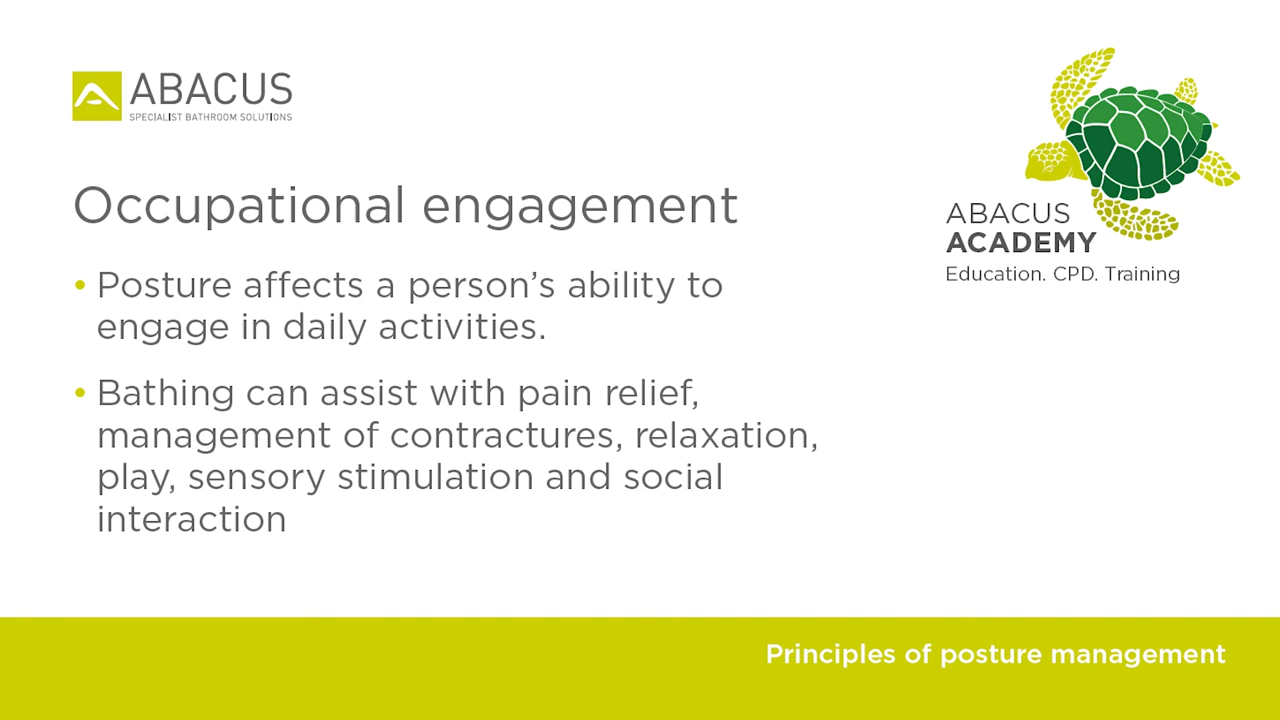 ABACUS
SPECIALIST BATHROOM SOLUTIONS
Occupational engagement
• Posture affects a person’s ability to
engage in daily activities.
• Bathing can assist with pain relief,
management of contractures, relaxation,
play, sensory stimulation and social
interaction
ABACUS
ACADEMY
Education. CPD. Training
Principles of posture management